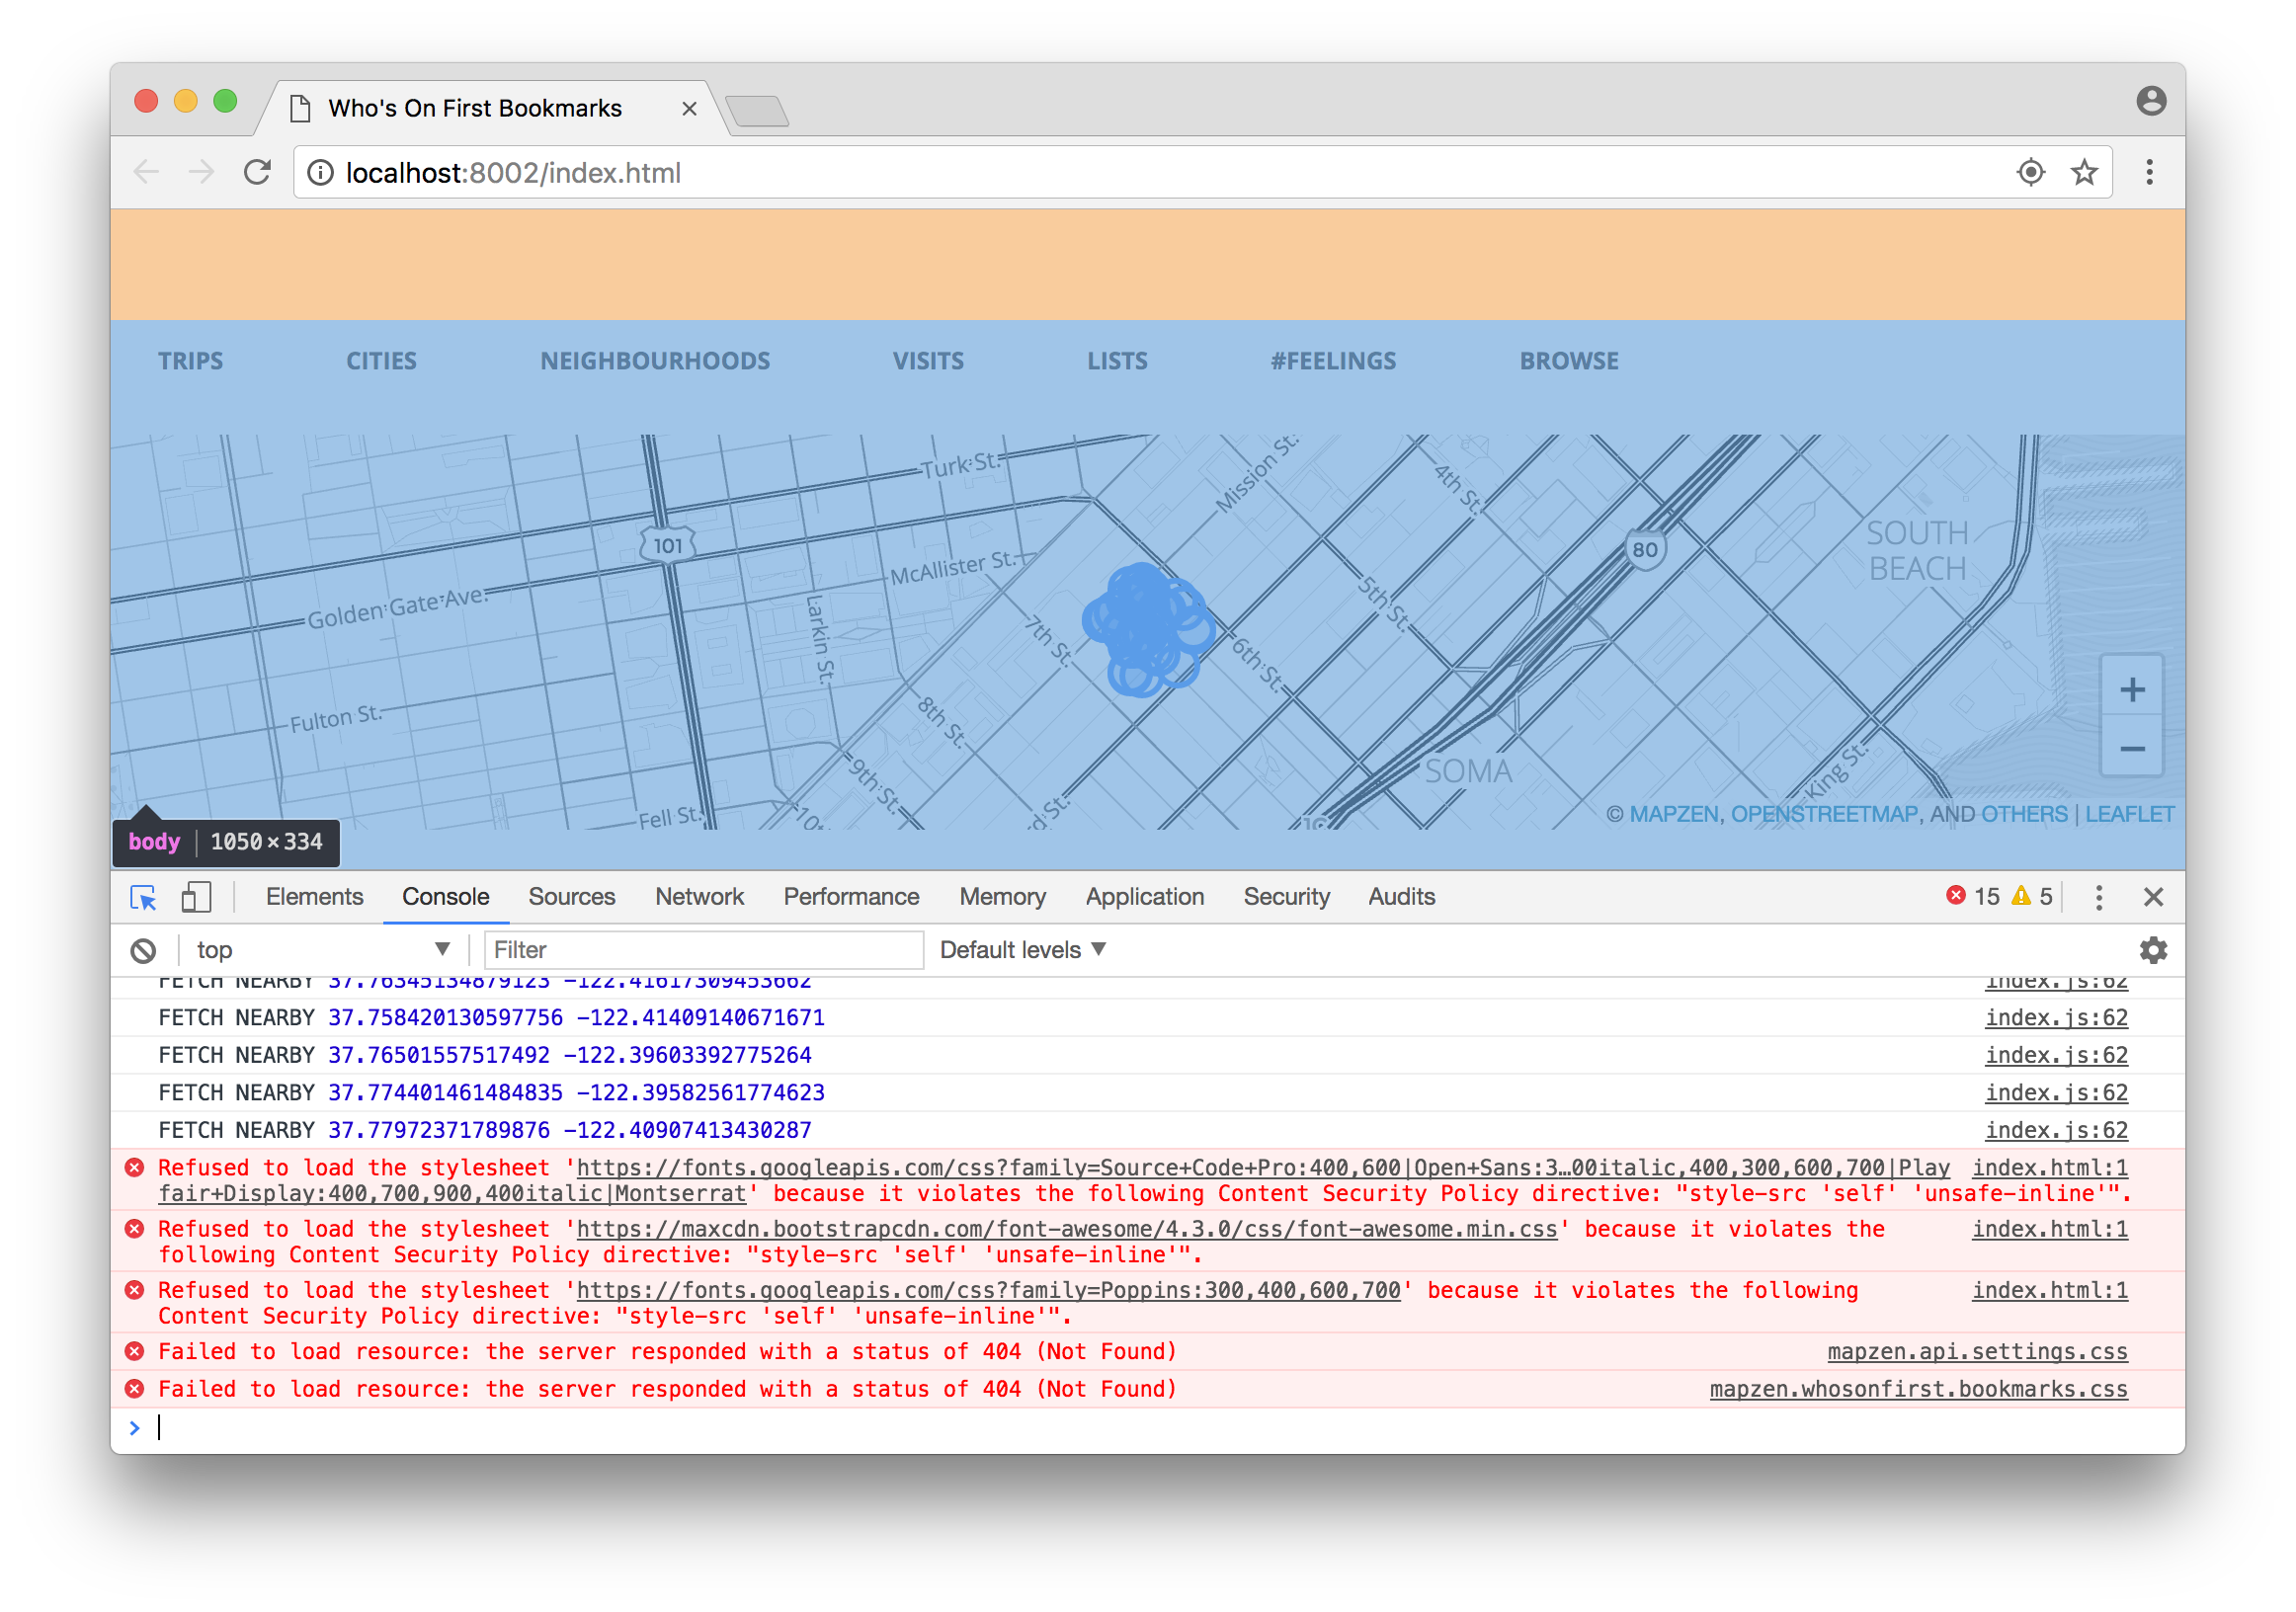 Who's On First Bookmarks
localhost:8002/index.html
TRIPS CITIES NEIGHBOURHOODS VISITS LISTS #FEELINGS BROWSE
Turk St.
Mission St.
4th St.
101
80
SOUTH
BEACH
McAllister St.
Golden Gate Ave.
Larkin St.
7th St.
5th St.
6th St.
Fulton St.
8th St.
9th St.
SOMA
King St.
Fell St.
© MAPZEN, OPENSTREETMAP, AND OTHERS | LEAFLET
+
−
body 1050 × 334
Elements Console Sources Network Performance Memory Application Security Audits 15 5
top Filter Default levels
FETCH NEARBY 37.76345134879123 -122.41617309453662 index.js:62
FETCH NEARBY 37.758420130597756 -122.41409140671671 index.js:62
FETCH NEARBY 37.76501557517492 -122.39603392775264 index.js:62
FETCH NEARBY 37.774401461484835 -122.39582561774623 index.js:62
FETCH NEARBY 37.77972371789876 -122.40907413430287 index.js:62
Refused to load the stylesheet 'https://fonts.googleapis.com/css?family=Source+Code+Pro:400,600|Open+Sans:3…00italic,400,300,600,700|Play index.html:1
fair+Display:400,700,900,400italic|Montserrat' because it violates the following Content Security Policy directive: "style-src 'self' 'unsafe-inline'".
Refused to load the stylesheet 'https://maxcdn.bootstrapcdn.com/font-awesome/4.3.0/css/font-awesome.min.css' because it violates the index.html:1
following Content Security Policy directive: "style-src 'self' 'unsafe-inline'".
Refused to load the stylesheet 'https://fonts.googleapis.com/css?family=Poppins:300,400,600,700' because it violates the following index.html:1
Content Security Policy directive: "style-src 'self' 'unsafe-inline'".
Failed to load resource: the server responded with a status of 404 (Not Found) mapzen.api.settings.css
Failed to load resource: the server responded with a status of 404 (Not Found) mapzen.whosonfirst.bookmarks.css